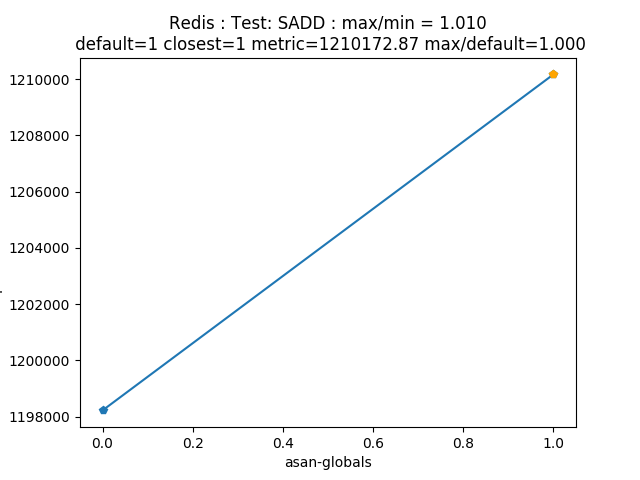 Redis : Test: SADD : max/min = 1.010
default=1 closest=1 metric=1210172.87 max/default=1.000
1210000
1208000
1206000
1204000
1202000
1200000
1198000
0.0 0.2 0.4 0.6 0.8 1.0
asan-globals